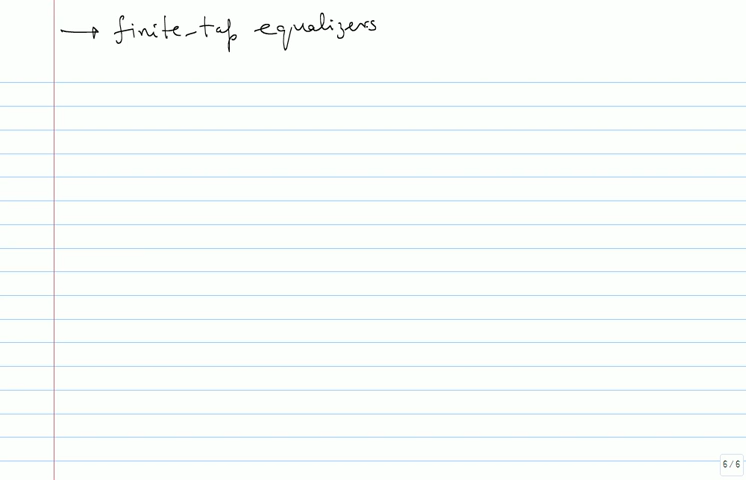 → finite-tap equalizers
6 / 6